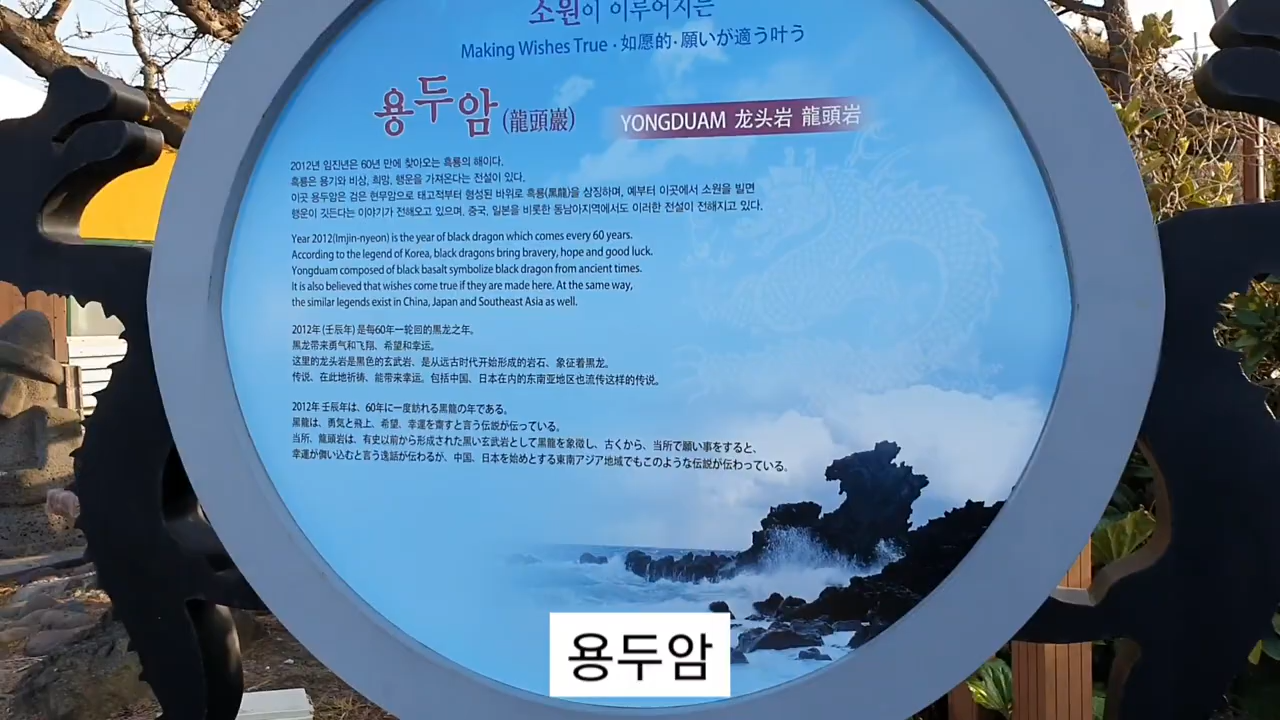 소원이 이루어지는
Making Wishes True · 如愿的 · 願いが適う叶う
용두암 (龍頭巖)
YONGDUAM 龙头岩 龍頭岩
2012년 임진년은 60년 만에 찾아오는 흑룡의 해이다.
흑룡은 용기와 비상, 희망, 행운을 가져온다는 전설이 있다.
이곳 용두암은 검은 현무암으로 태고적부터 형성된 바위로 흑룡(黑龍)을 상징하며, 예부터 이곳에서 소원을 빌면
행운이 깃든다는 이야기가 전해오고 있으며, 중국, 일본을 비롯한 동남아지역에서도 이러한 전설이 전해지고 있다.
Year 2012(Imjin-nyeon) is the year of black dragon which comes every 60 years.
According to the legend of Korea, black dragons bring bravery, hope and good luck.
Yongduam composed of black basalt symbolize black dragon from ancient times.
It is also believed that wishes come true if they are made here. At the same way,
the similar legends exist in China, Japan and Southeast Asia as well.
2012年 (壬辰年) 是每60年一轮回的黑龙之年。
黑龙带来勇气和飞翔、希望和幸运。
这里的龙头岩是黑色的玄武岩、是从远古时代开始形成的岩石、象征着黑龙。
传说、在此地祈祷、能带来幸运。包括中国、日本在内的东南亚地区也流传这样的传说。
2012年 壬辰年は、60年に一度訪れる黒龍の年である。
黑龍は、勇気と飛上、希望、幸運を齎すと言う伝説が伝っている。
当所、龍頭岩は、有史以前から形成された黒い玄武岩として黑龍を象徴し、古くから、当所で願い事をすると、
幸運が儛い込むと言う逸話が伝わるが、中国、日本を始めとする東南アジア地域でもこのような伝説が伝わっている。
용두암